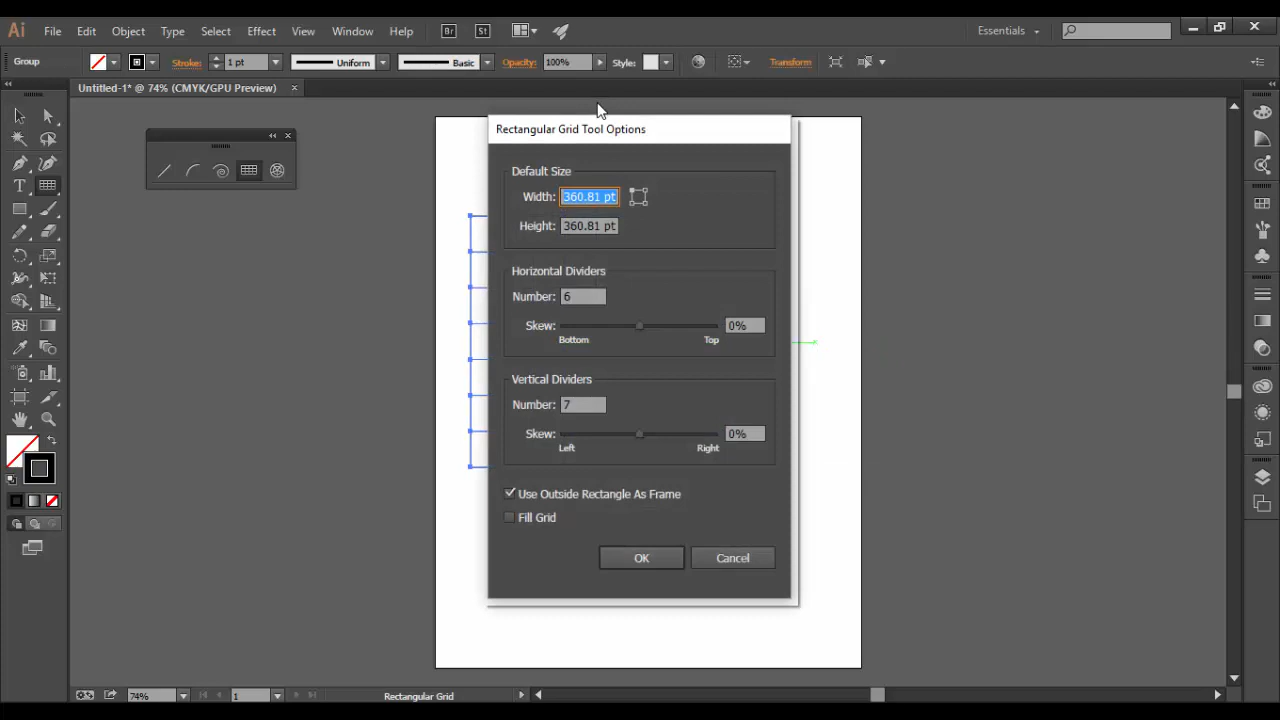 Ai File Edit Object Type Select Effect View Window Help Br St Essentials
Group Stroke: 1 pt Uniform Basic Opacity: 100% Style: Transform
Untitled-1* @ 74% (CMYK/GPU Preview) ×
Rectangular Grid Tool Options
Default Size
Width: 360.81 pt
Height: 360.81 pt
Horizontal Dividers
Number: 6
Skew: 0%
Bottom Top
Vertical Dividers
Number: 7
Skew: 0%
Left Right
Use Outside Rectangle As Frame
Fill Grid
OK Cancel
74% 1 Rectangular Grid